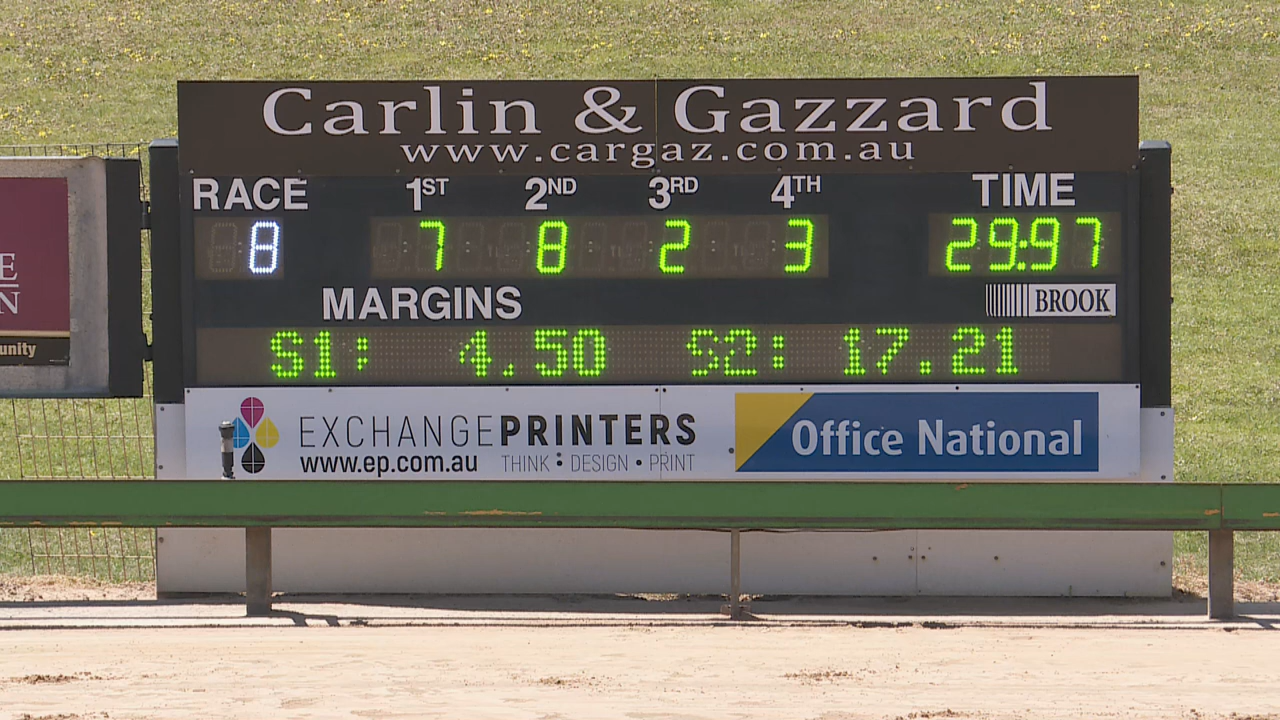 Carlin & Gazzard
www.cargaz.com.au
RACE 1ST 2ND 3RD 4TH TIME
8 7 8 2 3 29:97
MARGINS
BROOK
S1: 4.50 S2: 17.21
EXCHANGEPRINTERS
www.ep.com.au THINK • DESIGN • PRINT
Office National
E
N
unity